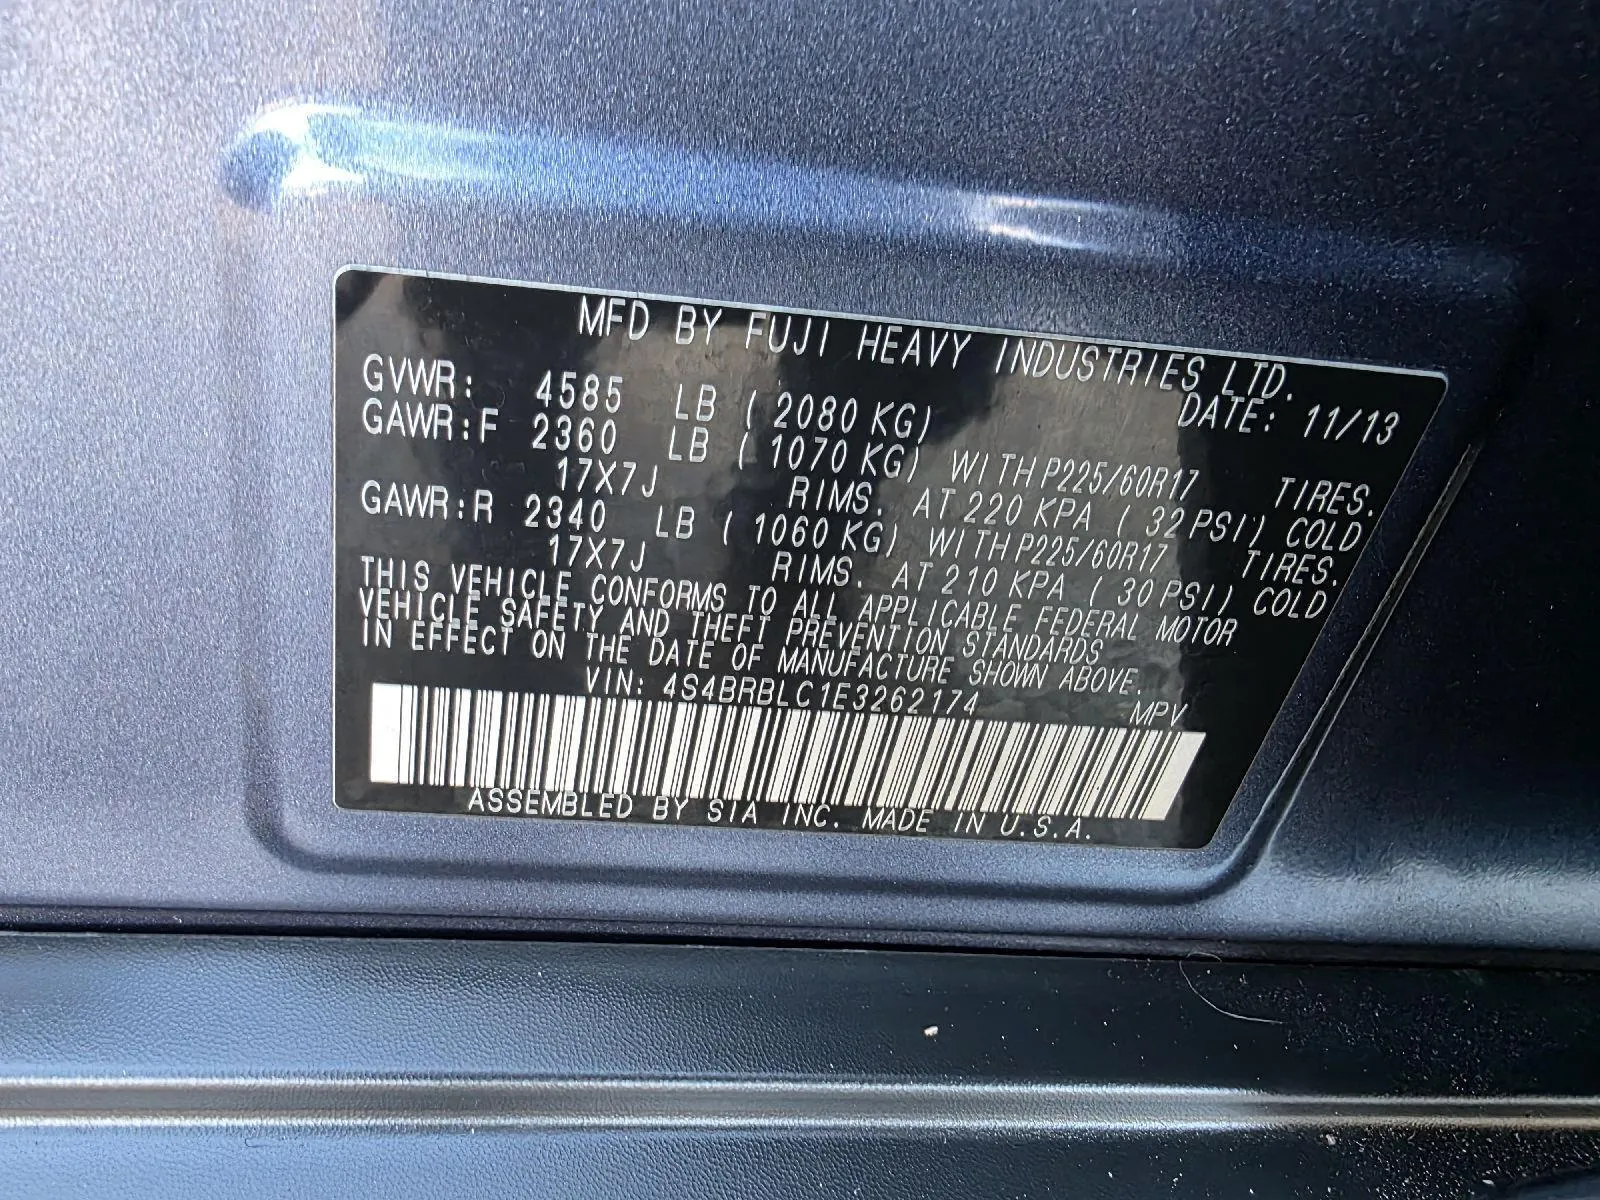 MFD BY FUJI HEAVY INDUSTRIES LTD.
GVWR: 4585 LB ( 2080 KG) DATE: 11/13
GAWR:F 2360 LB ( 1070 KG) WITH P225/60R17 TIRES.
17X7J RIMS. AT 220 KPA ( 32 PSI) COLD
GAWR:R 2340 LB ( 1060 KG) WITH P225/60R17 TIRES.
17X7J RIMS. AT 210 KPA ( 30 PSI) COLD
THIS VEHICLE CONFORMS TO ALL APPLICABLE FEDERAL MOTOR
VEHICLE SAFETY AND THEFT PREVENTION STANDARDS
IN EFFECT ON THE DATE OF MANUFACTURE SHOWN ABOVE.
VIN: 4S4BRBLC1E3262174 MPV
ASSEMBLED BY SIA INC. MADE IN U.S.A.